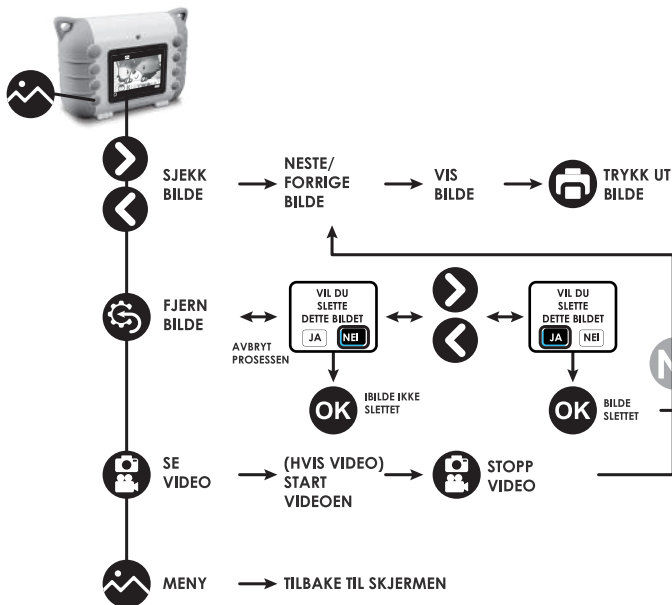 SJEKK
BILDE
NESTE/
FORRIGE
BILDE
VIS
BILDE
TRYKK UT
BILDE
FJERN
BILDE
AVBRYT
PROSESSEN
VIL DU
SLETTE
DETTE BILDET
JA NEI
OK
IBILDE IKKE
SLETTET
VIL DU
SLETTE
DETTE BILDET
JA NEI
OK
BILDE
SLETTET
SE
VIDEO
(HVIS VIDEO)
START
VIDEOEN
STOPP
VIDEO
MENY
TILBAKE TIL SKJERMEN